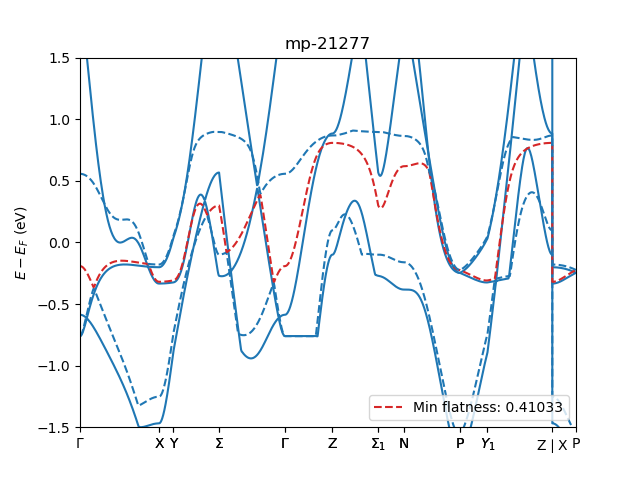 mp-21277
1.5
1.0
0.5
0.0
−0.5
−1.0
−1.5
E − E_F (eV)
Min flatness: 0.41033
Γ X Y Σ Γ Z Σ₁ N P Y₁ Z | X P